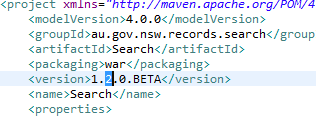 <project xmlns="http://maven.apache.org/POM/4
<modelVersion>4.0.0</modelVersion>
<groupId>au.gov.nsw.records.search</group
<artifactId>Search</artifactId>
<packaging>war</packaging>
<version>1.2.0.BETA</version>
<name>Search</name>
<properties>